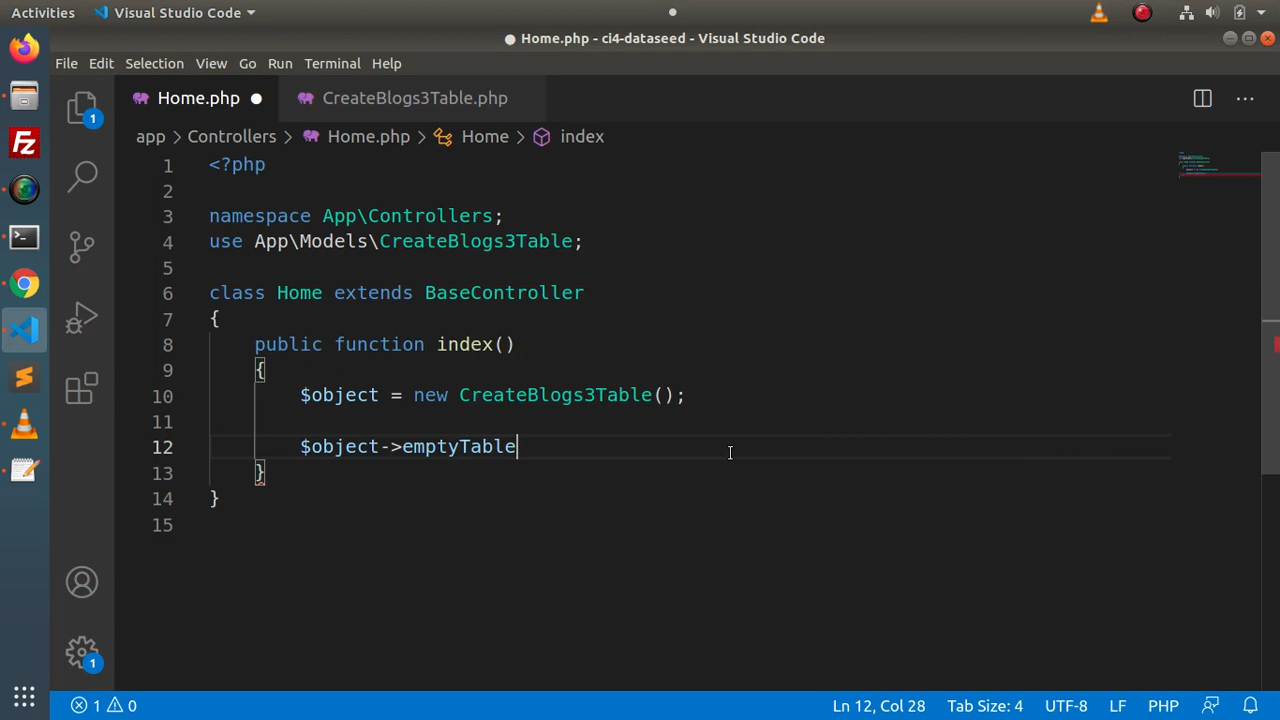 Activities Visual Studio Code
Home.php - ci4-dataseed - Visual Studio Code
File Edit Selection View Go Run Terminal Help
1 Home.php CreateBlogs3Table.php
app > Controllers > Home.php > Home > index
1 <?php
2
3 namespace App\Controllers;
4 use App\Models\CreateBlogs3Table;
5
6 class Home extends BaseController
7 {
8 public function index()
9 {
10 $object = new CreateBlogs3Table();
11
12 $object->emptyTable
13 }
14 }
15
1
1 0 Ln 12, Col 28 Tab Size: 4 UTF-8 LF PHP